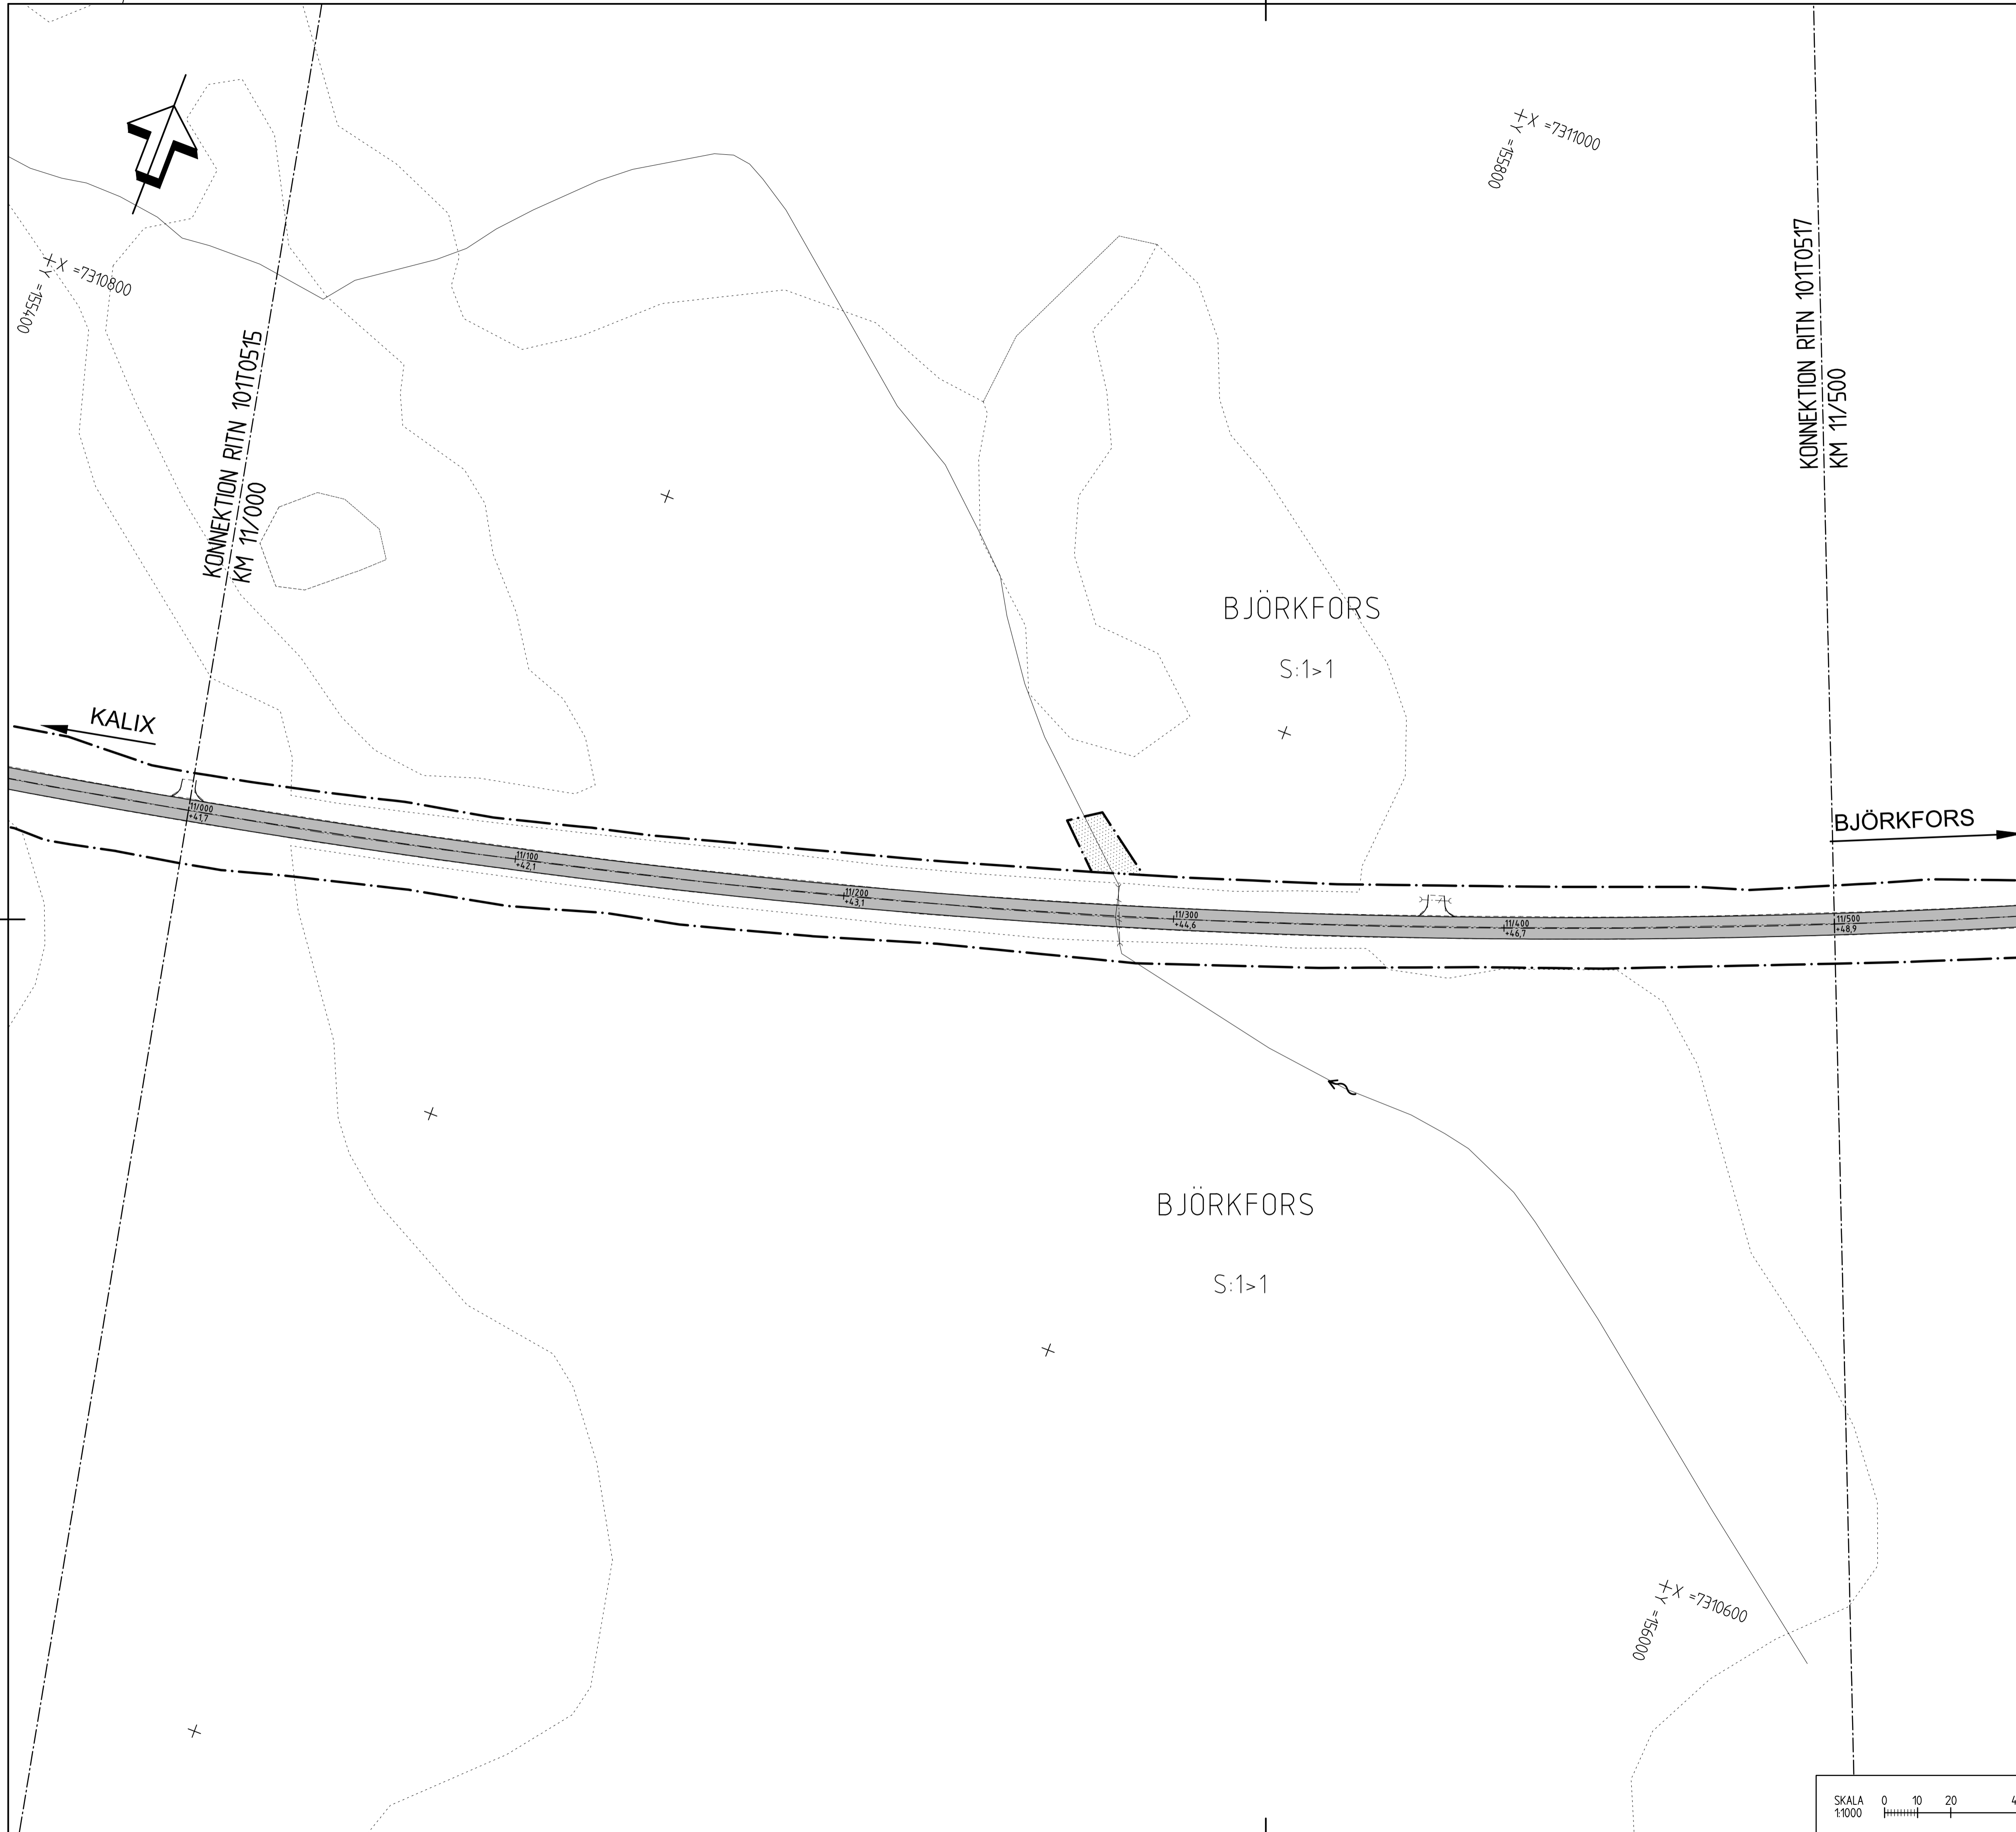 X =7311000
Y =155800
X =7310800
Y =155400
KONNEKTION RITN 101T0515
KM 11/000
KONNEKTION RITN 101T0517
KM 11/500
BJÖRKFORS
S:1>1
KALIX
BJÖRKFORS
11/000
+41,7
11/100
+42,1
11/200
+43,1
11/300
+44,6
11/400
+46,7
11/500
+48,9
BJÖRKFORS
S:1>1
X =7310600
Y =156000
SKALA 0 10 20 4
1:1000